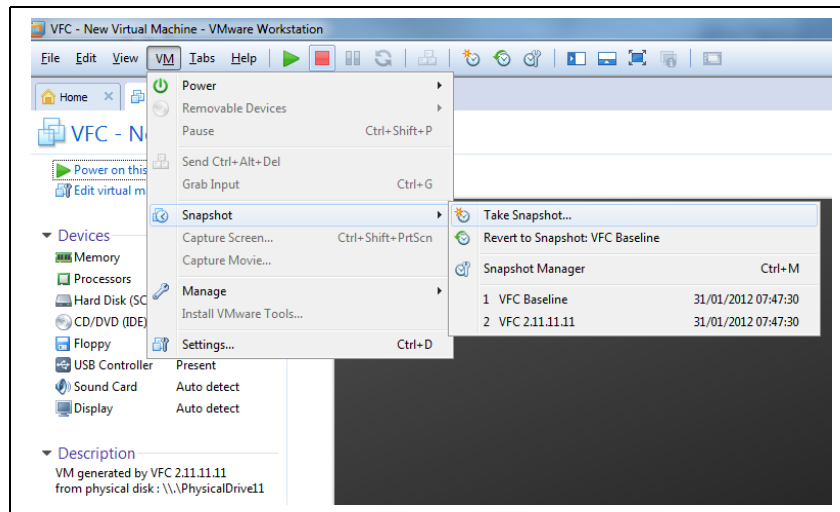 VFC - New Virtual Machine - VMware Workstation
File Edit View VM Tabs Help
Home ×
VFC - N
Power on this
Edit virtual m
Power
Removable Devices
Pause Ctrl+Shift+P
Send Ctrl+Alt+Del
Grab Input Ctrl+G
Snapshot
Capture Screen... Ctrl+Shift+PrtScn
Capture Movie...
Manage
Install VMware Tools...
Settings... Ctrl+D
Take Snapshot...
Revert to Snapshot: VFC Baseline
Snapshot Manager Ctrl+M
1 VFC Baseline 31/01/2012 07:47:30
2 VFC 2.11.11.11 31/01/2012 07:47:30
Devices
Memory
Processors
Hard Disk (SC
CD/DVD (IDE)
Floppy
USB Controller Present
Sound Card Auto detect
Display Auto detect
Description
VM generated by VFC 2.11.11.11
from physical disk : \\.\PhysicalDrive11